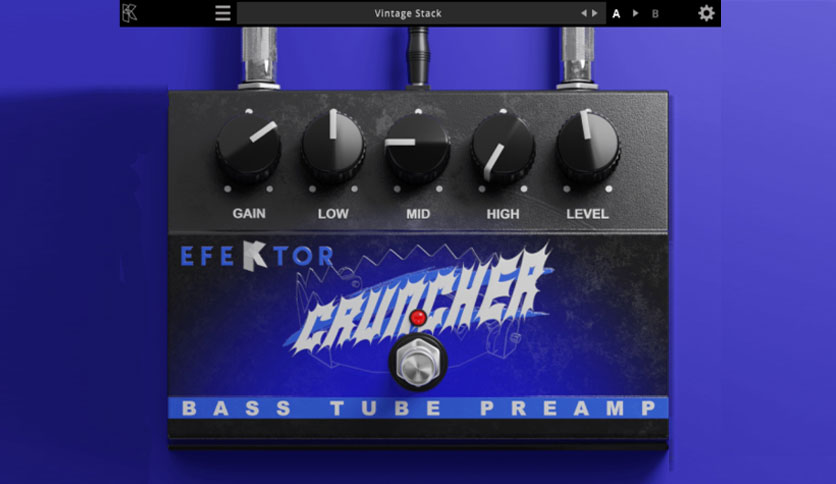 Vintage Stack
A B
GAIN LOW MID HIGH LEVEL
EFEKTOR
CRUNCHER
BASS TUBE PREAMP